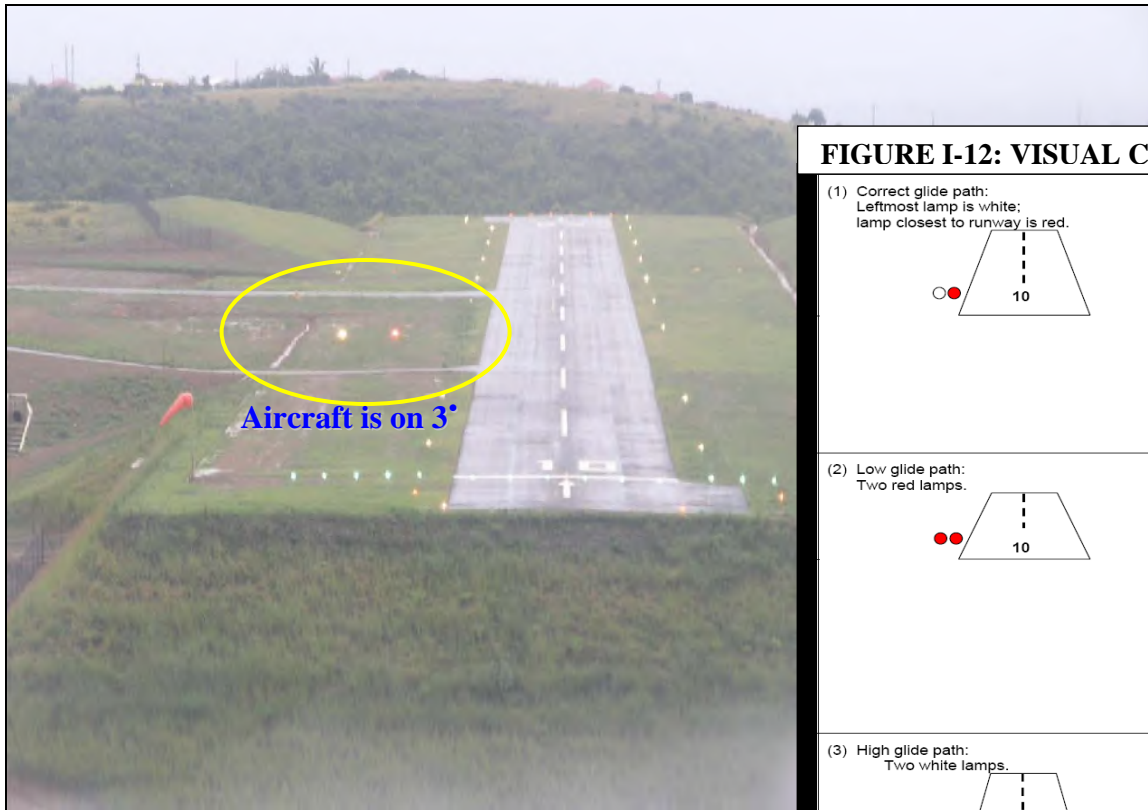 FIGURE I-12: VISUAL C
(1) Correct glide path:
Leftmost lamp is white;
lamp closest to runway is red.
10
Aircraft is on 3°
(2) Low glide path:
Two red lamps.
10
(3) High glide path:
Two white lamps.